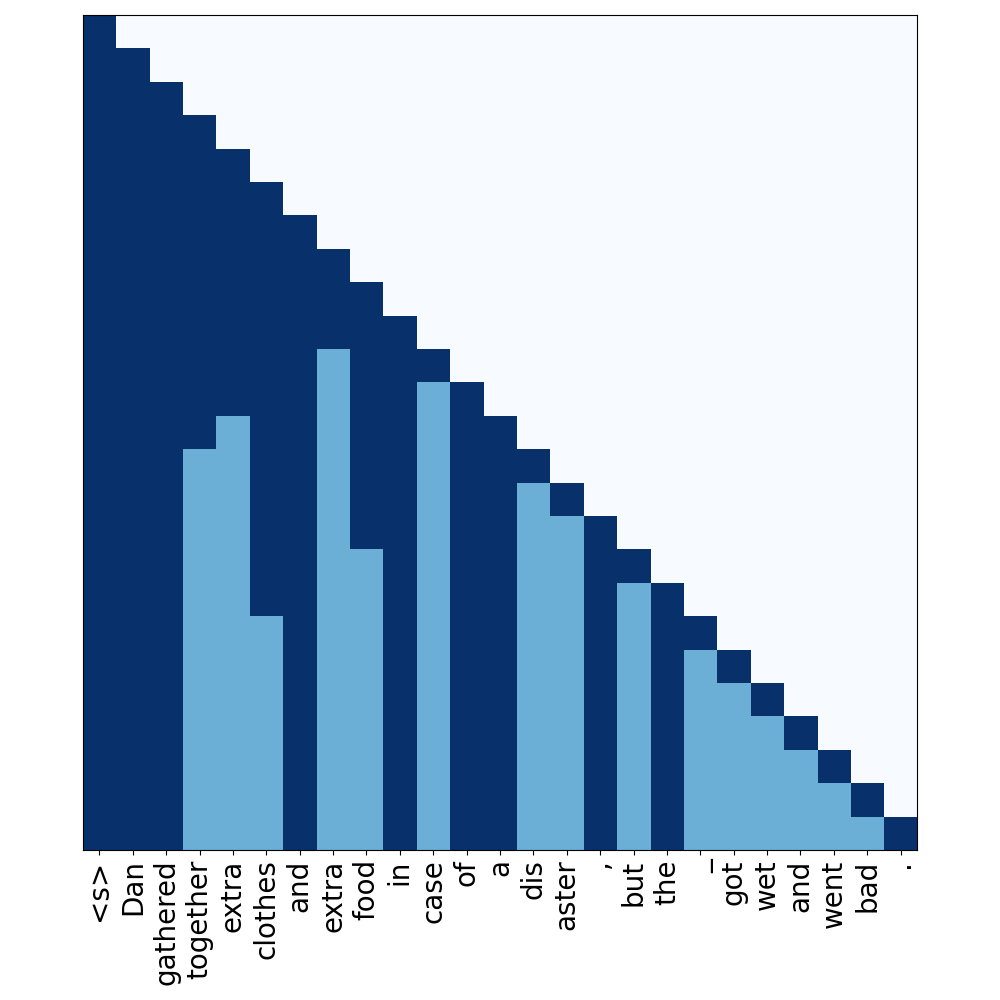 <s> Dan gathered together extra clothes and extra food in case of a dis aster , but the _ got wet and went bad .